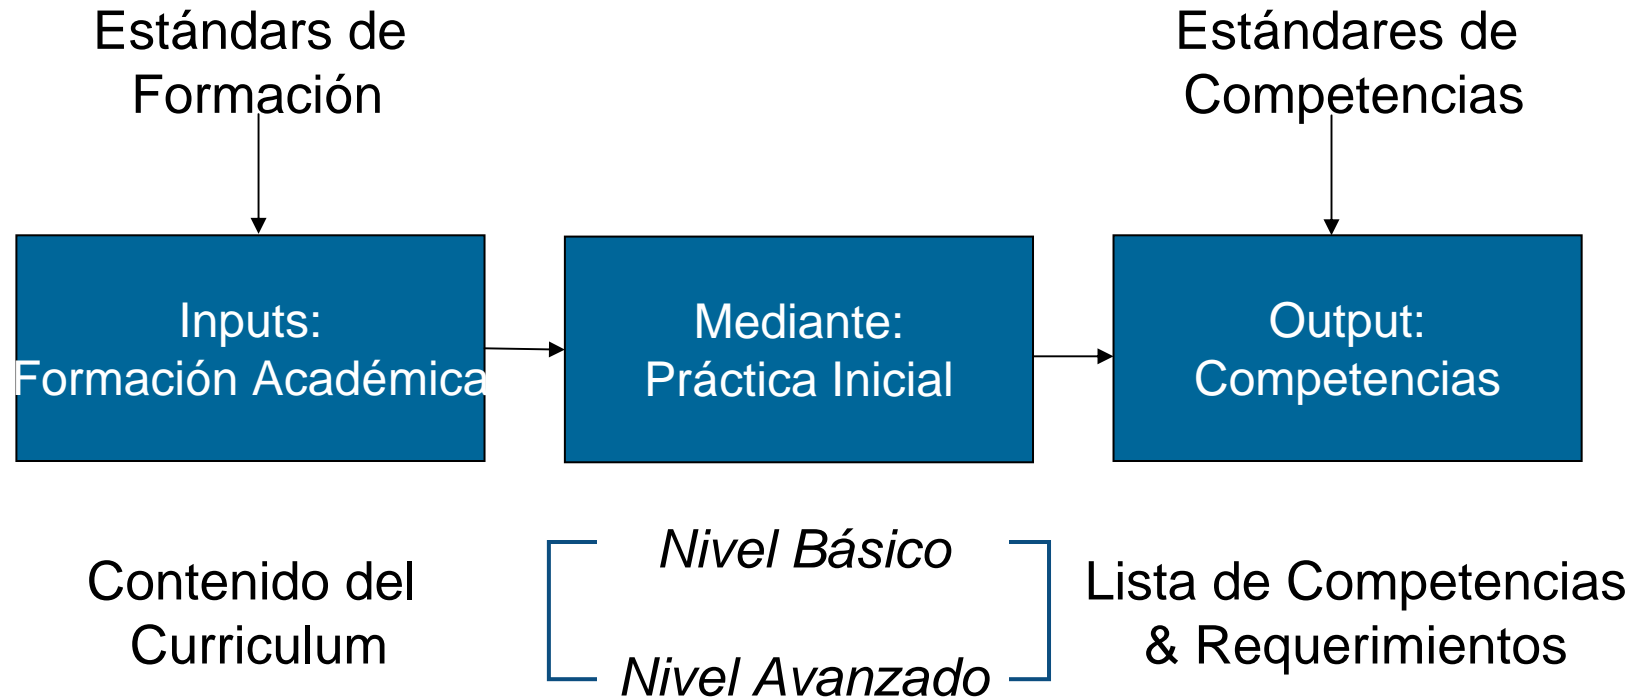 Estándars de
Formación
Estándares de
Competencias
Inputs:
Formación Académica
Mediante:
Práctica Inicial
Output:
Competencias
Contenido del
Curriculum
Nivel Básico
Nivel Avanzado
Lista de Competencias
& Requerimientos